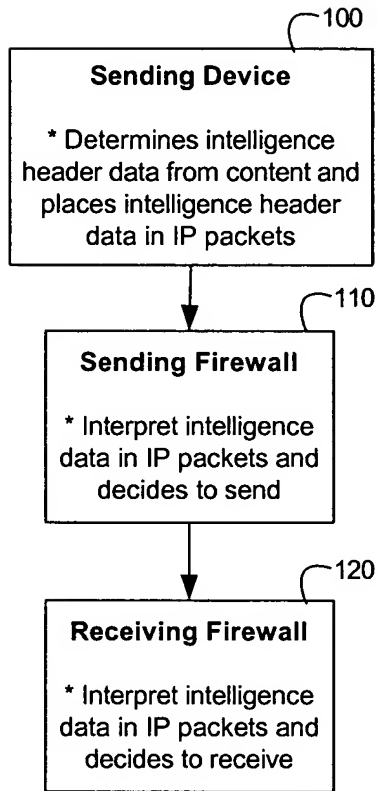 100
Sending Device
* Determines intelligence
header data from content and
places intelligence header
data in IP packets
110
Sending Firewall
* Interpret intelligence
data in IP packets and
decides to send
120
Receiving Firewall
* Interpret intelligence
data in IP packets and
decides to receive